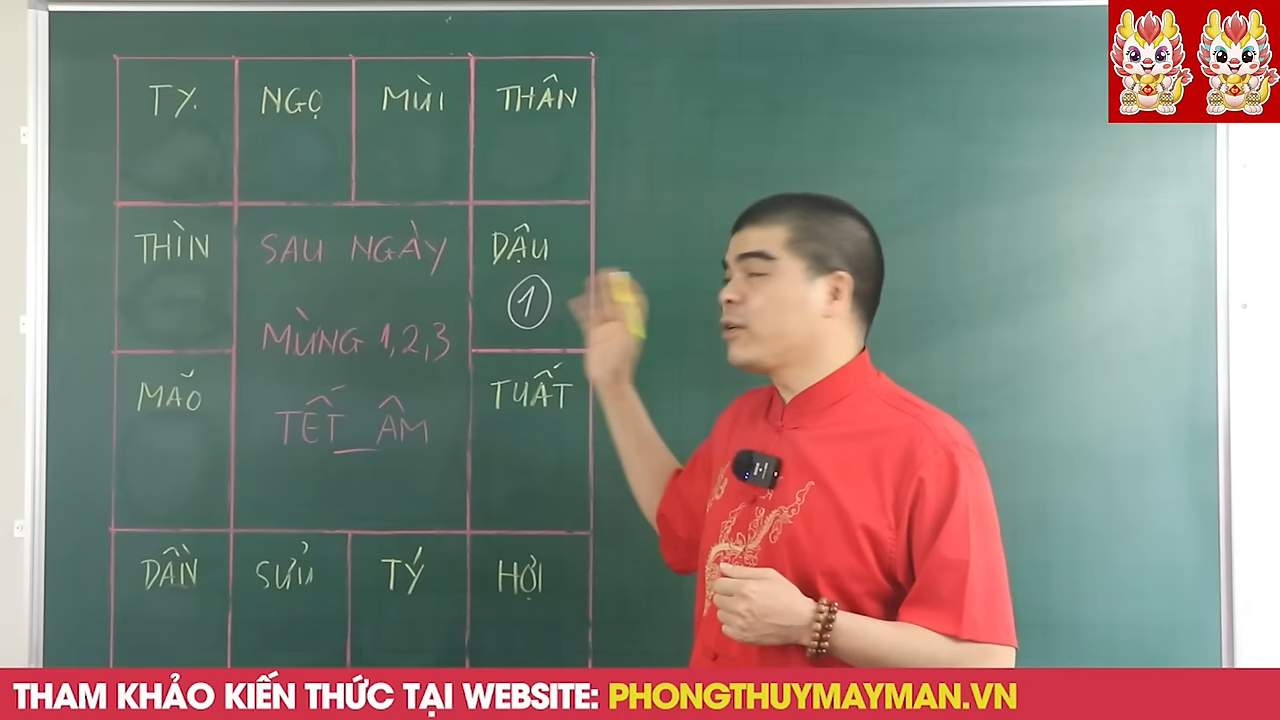 TỴ NGỌ MÙI THÂN
THÌN SAU NGÀY DẬU
MÙNG 1,2,3 1
MÃO TẾT ÂM TUẤT
DẦN SỬU TÝ HỢI
THAM KHẢO KIẾN THỨC TẠI WEBSITE: PHONGTHUYMAYMAN.VN